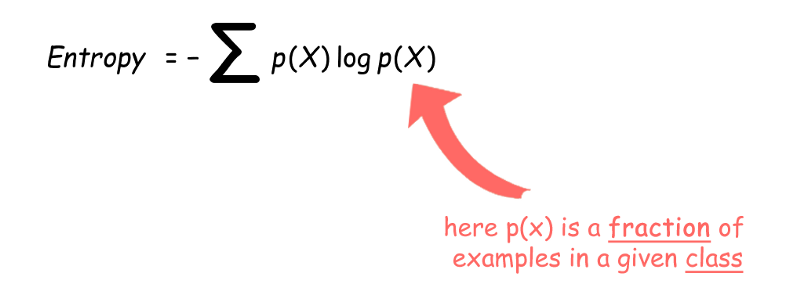 Entropy = - ∑ p(X) log p(X)
here p(x) is a fraction of
examples in a given class